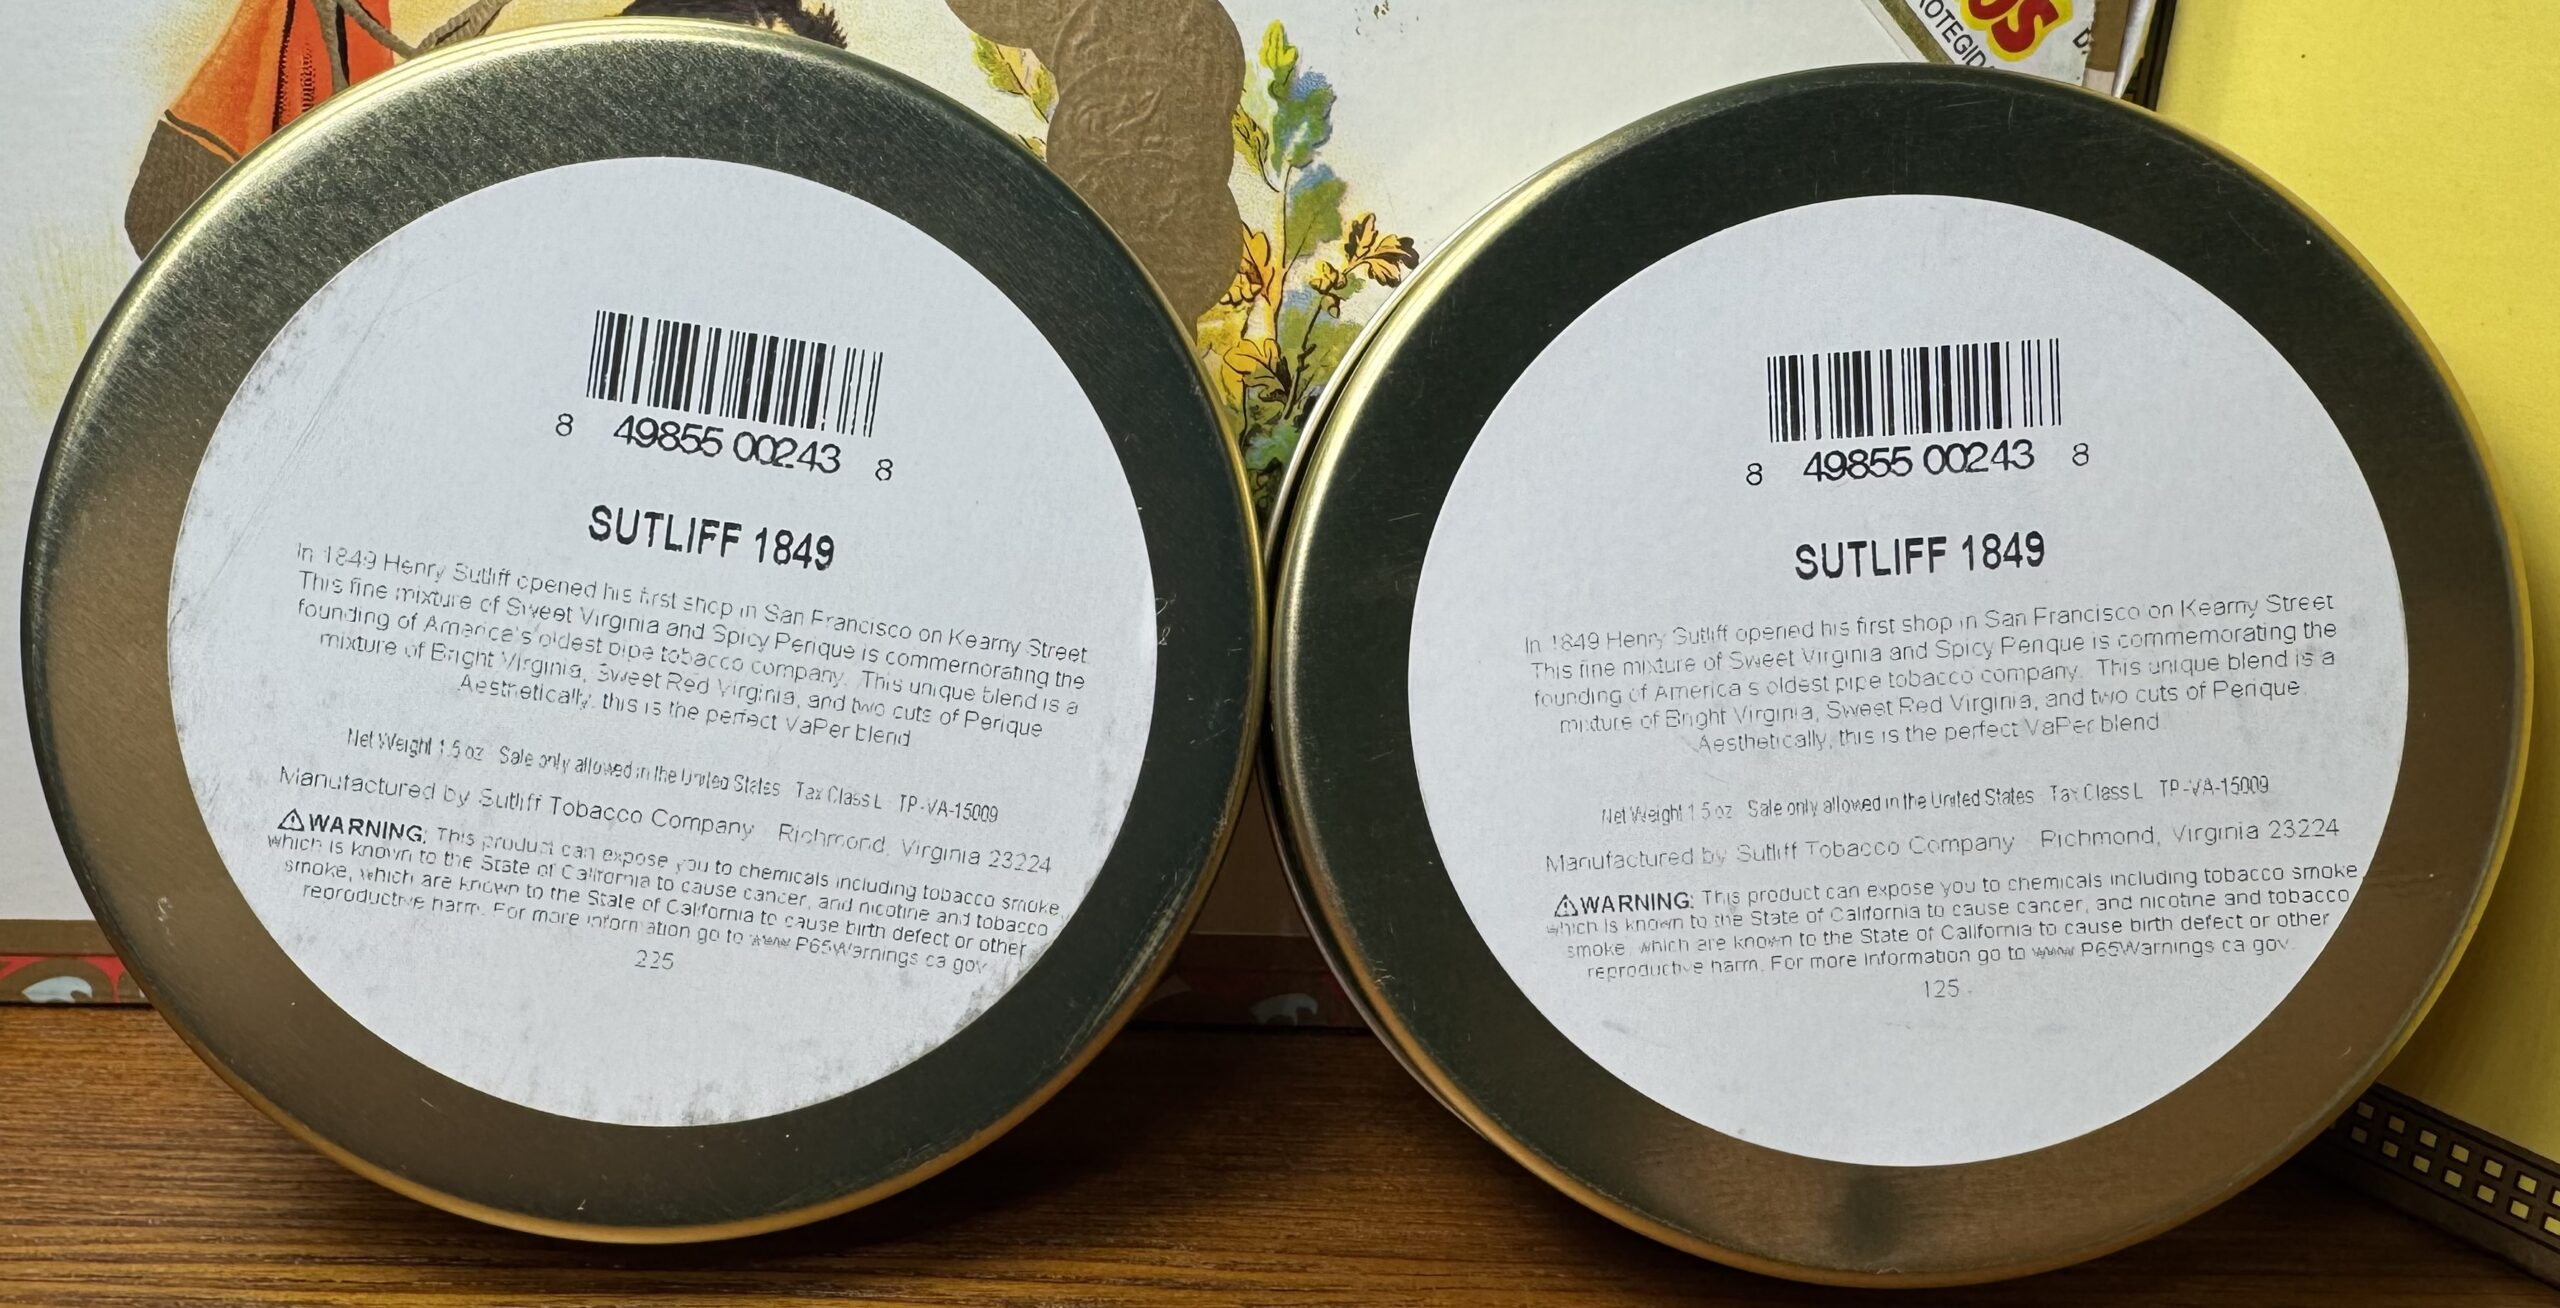 OS
8 49855 00243 8
SUTLIFF 1849
In 1849 Henry Sutliff opened his first shop in San Francisco on Kearny Street
This fine mixture of Sweet Virginia and Spicy Perique is commemorating the
founding of America's oldest pipe tobacco company. This unique blend is a
mixture of Bright Virginia, Sweet Red Virginia, and two cuts of Perique
Aesthetically, this is the perfect VaPer blend
Net Weight 1.5 oz Sale only allowed in the United States Tax Class L TP-VA-15009
Manufactured by Sutliff Tobacco Company Richmond, Virginia 23224
⚠WARNING: This product can expose you to chemicals including tobacco smoke,
which is known to the State of California to cause cancer, and nicotine and tobacco
smoke, which are known to the State of California to cause birth defect or other
reproductive harm. For more information go to www P65Warnings ca gov
225
8 49855 00243 8
SUTLIFF 1849
In 1849 Henry Sutliff opened his first shop in San Francisco on Kearny Street
This fine mixture of Sweet Virginia and Spicy Perique is commemorating the
founding of America's oldest pipe tobacco company. This unique blend is a
mixture of Bright Virginia, Sweet Red Virginia, and two cuts of Perique
Aesthetically, this is the perfect VaPer blend
Net Weight 1.5 oz Sale only allowed in the United States Tax Class L TP-VA-15009
Manufactured by Sutliff Tobacco Company Richmond, Virginia 23224
⚠WARNING: This product can expose you to chemicals including tobacco smoke
which is known to the State of California to cause cancer, and nicotine and tobacco
smoke, which are known to the State of California to cause birth defect or other
reproductive harm. For more information go to www P65Warnings ca gov.
125